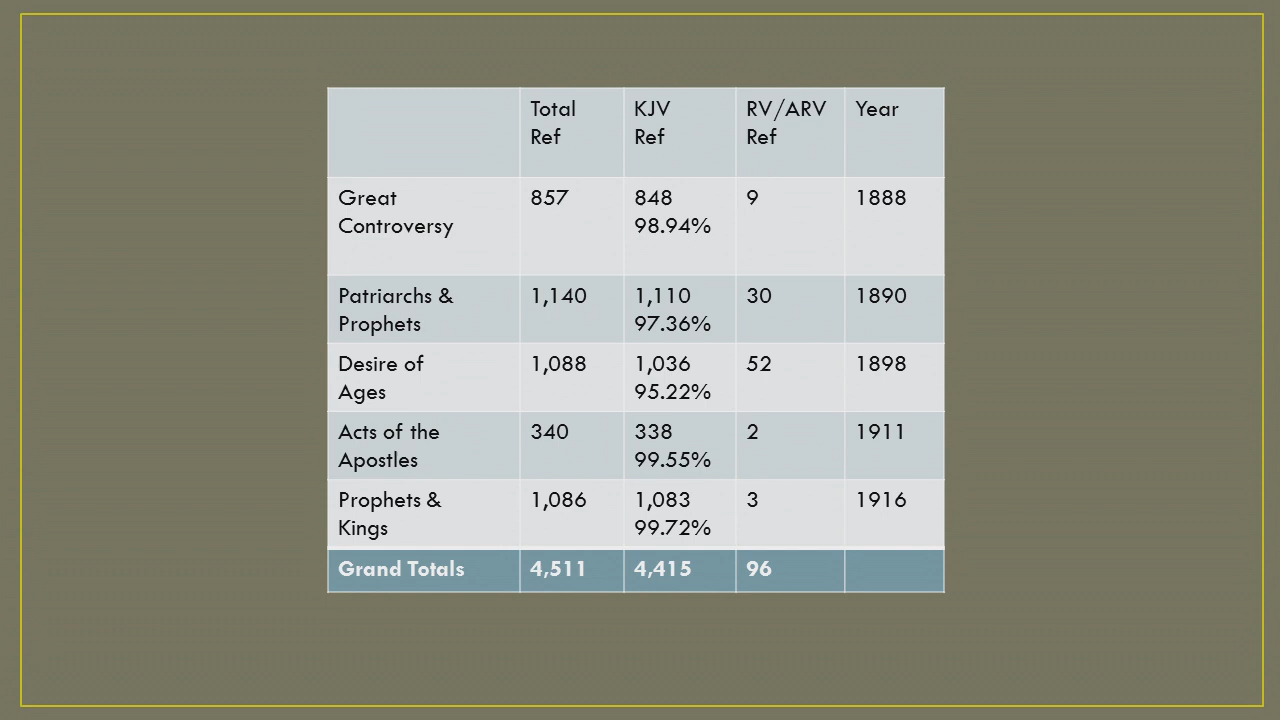 Total Ref KJV Ref RV/ARV Ref Year
Great Controversy 857 848 98.94% 9 1888
Patriarchs & Prophets 1,140 1,110 97.36% 30 1890
Desire of Ages 1,088 1,036 95.22% 52 1898
Acts of the Apostles 340 338 99.55% 2 1911
Prophets & Kings 1,086 1,083 99.72% 3 1916
Grand Totals 4,511 4,415 96